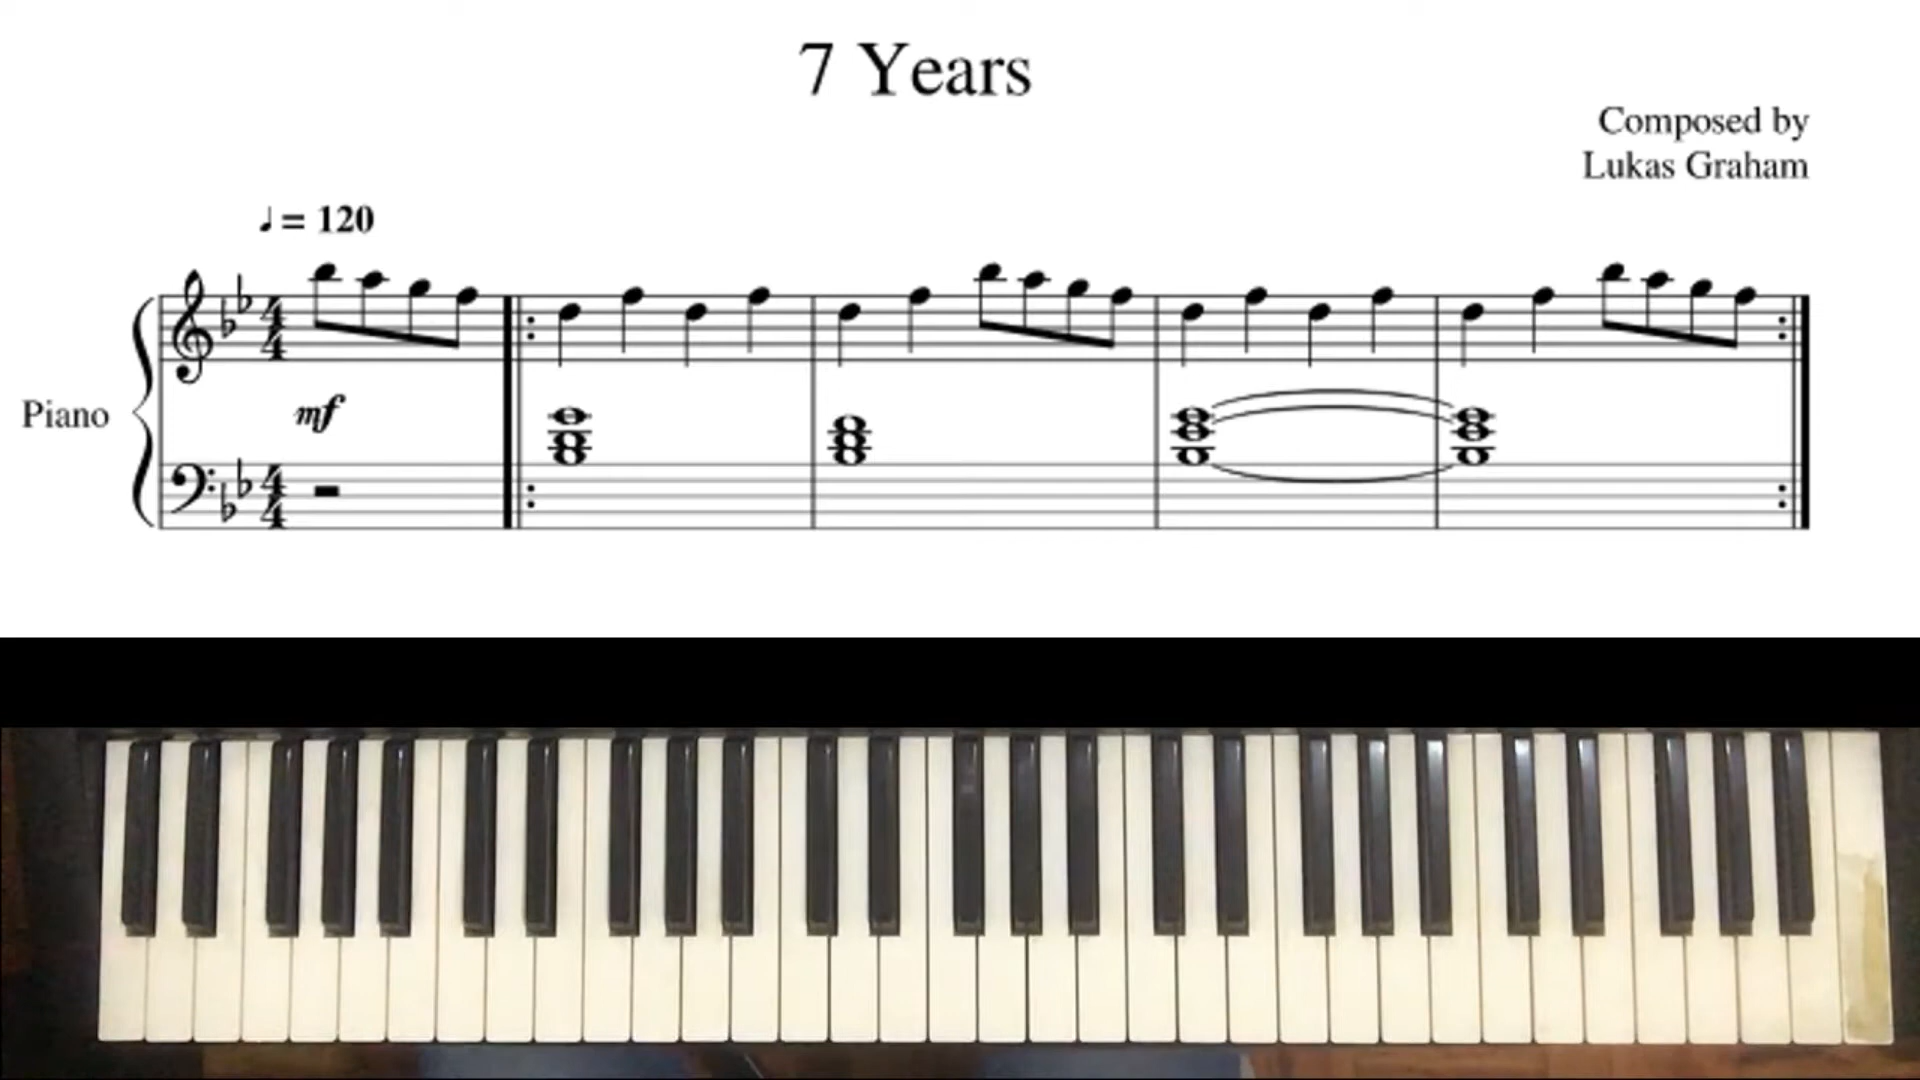 7 Years
Composed by
Lukas Graham
♩= 120
Piano
mf